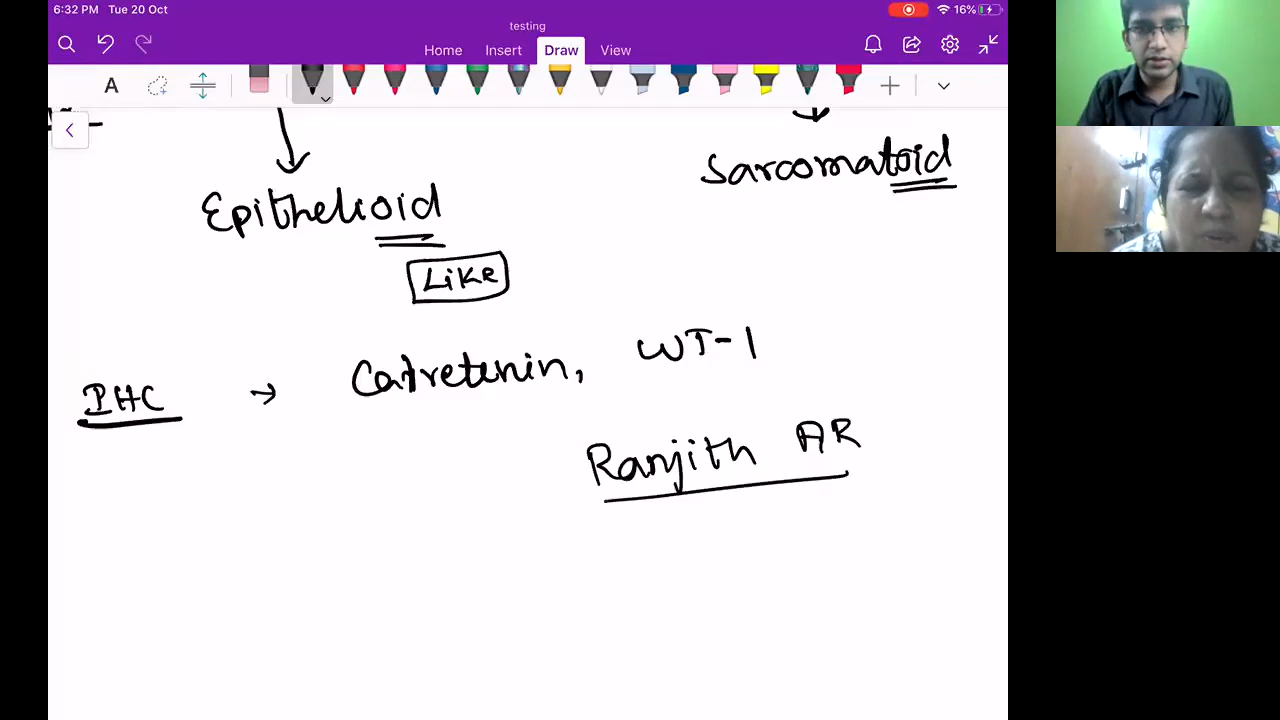 6:32 PM Tue 20 Oct
16%
testing
Home Insert Draw View
A
Epithelioid
Sarcomatoid
Like
IHC → Calretenin, WT-1
Ranjith AR